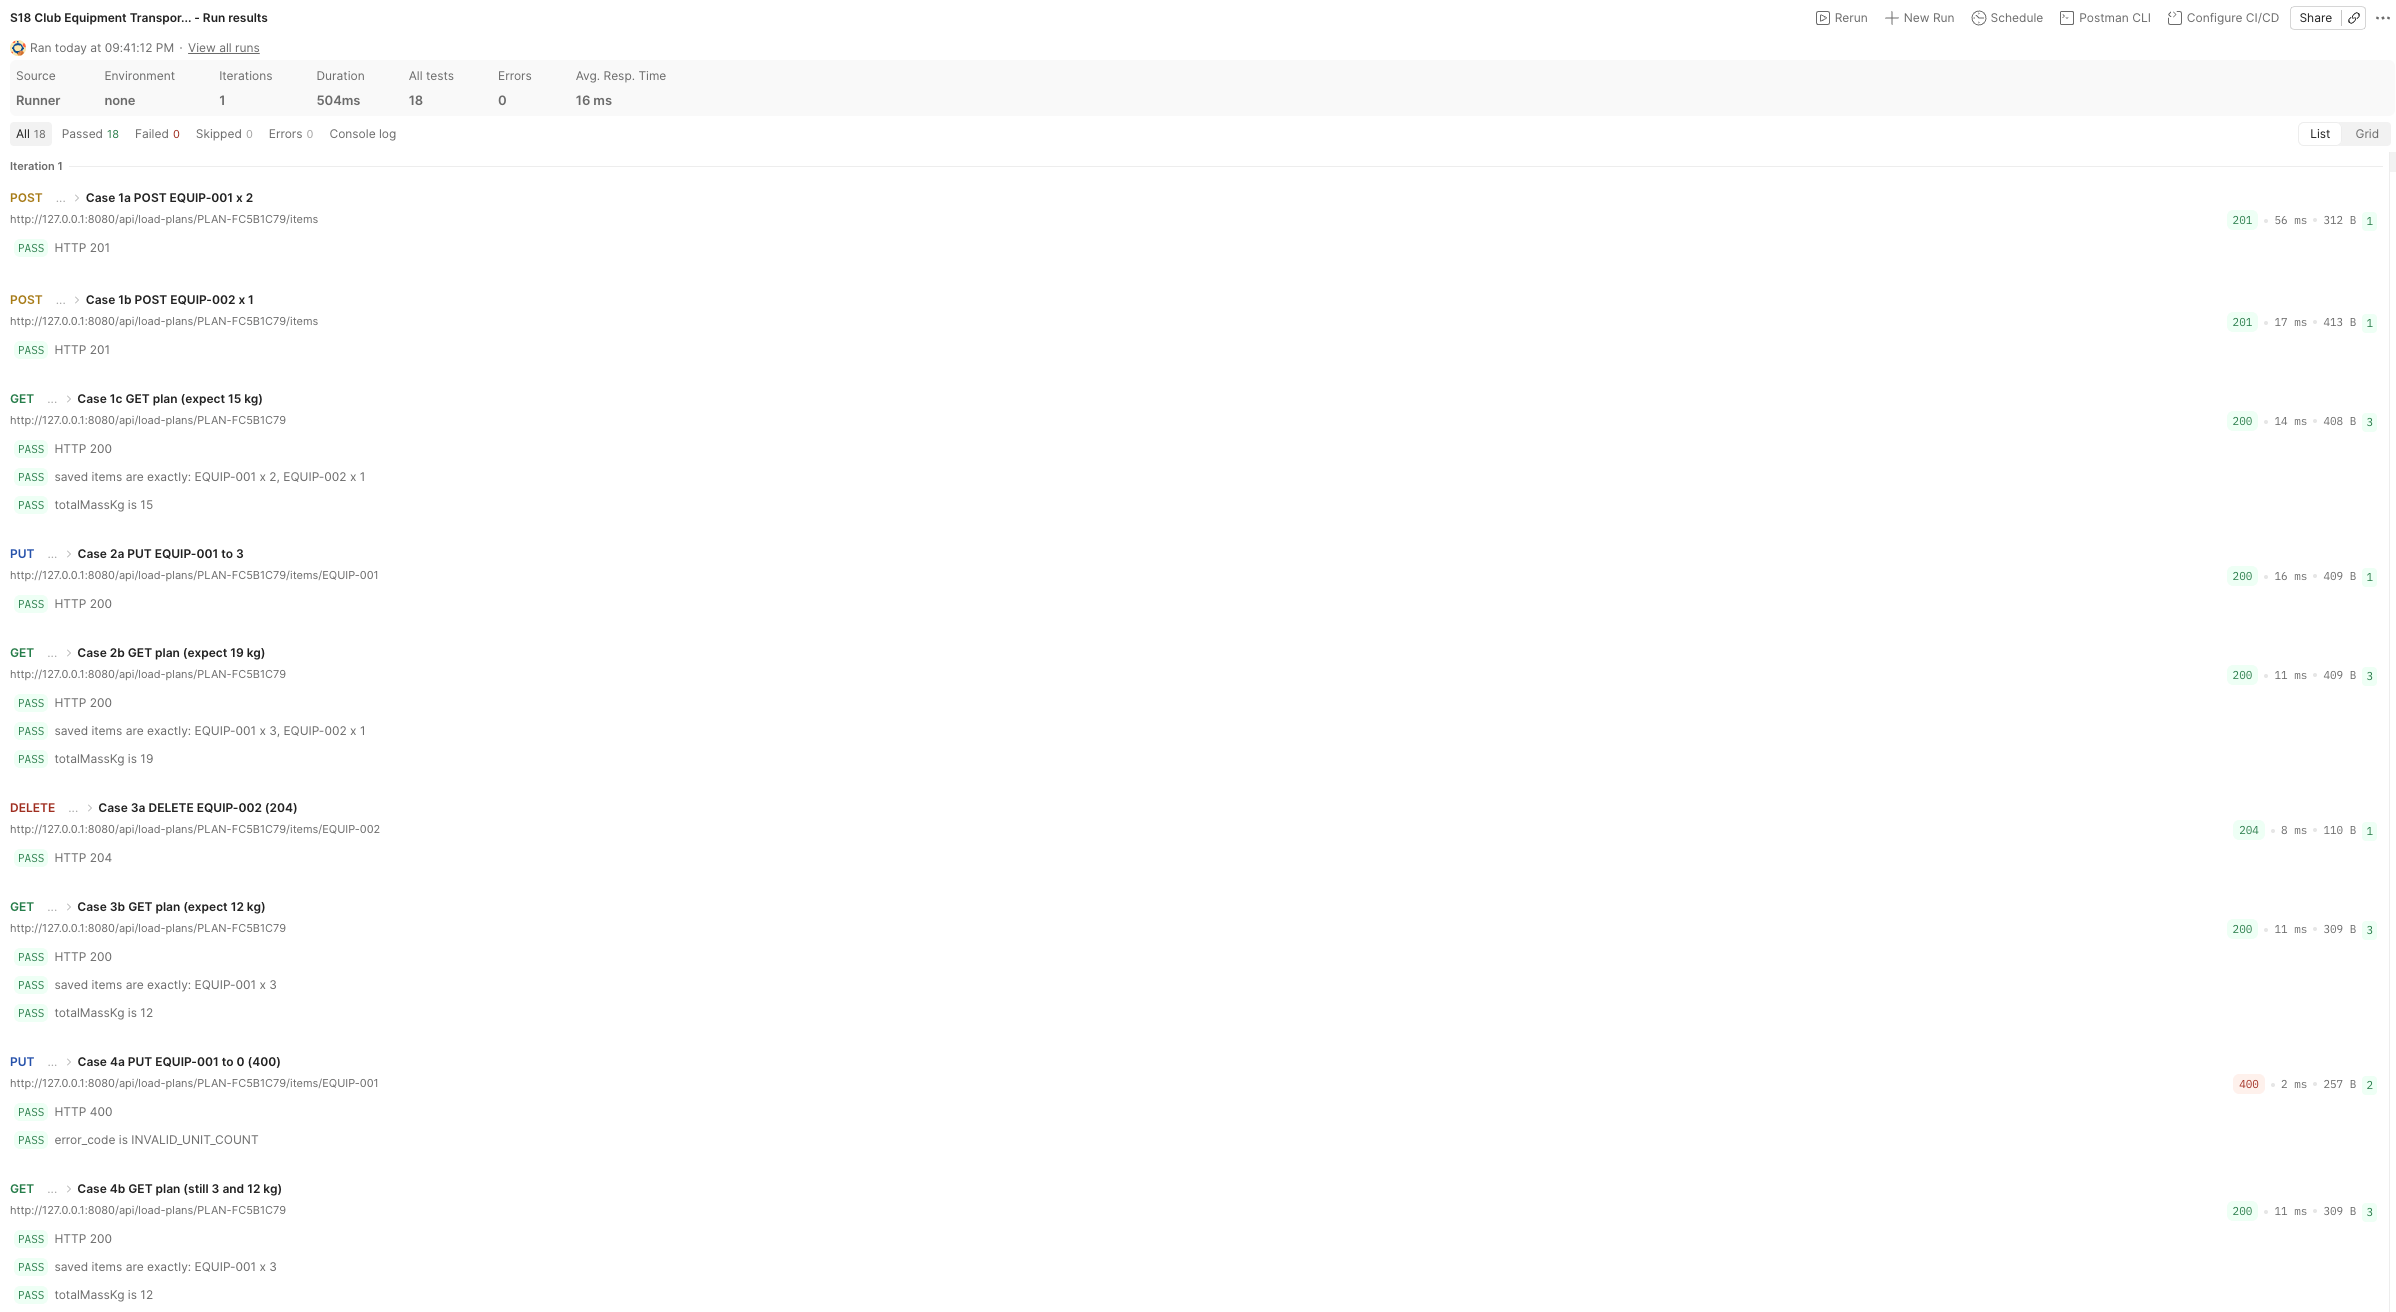 S18 Club Equipment Transpor... - Run results
Rerun New Run Schedule Postman CLI Configure CI/CD Share
Ran today at 09:41:12 PM · View all runs
Source Environment Iterations Duration All tests Errors Avg. Resp. Time
Runner none 1 504ms 18 0 16 ms
All 18 Passed 18 Failed 0 Skipped 0 Errors 0 Console log
List Grid
Iteration 1
POST ... > Case 1a POST EQUIP-001 x 2
http://127.0.0.1:8080/api/load-plans/PLAN-FC5B1C79/items
201 • 56 ms • 312 B 1
PASS HTTP 201
POST ... > Case 1b POST EQUIP-002 x 1
http://127.0.0.1:8080/api/load-plans/PLAN-FC5B1C79/items
201 • 17 ms • 413 B 1
PASS HTTP 201
GET ... > Case 1c GET plan (expect 15 kg)
http://127.0.0.1:8080/api/load-plans/PLAN-FC5B1C79
200 • 14 ms • 408 B 3
PASS HTTP 200
PASS saved items are exactly: EQUIP-001 x 2, EQUIP-002 x 1
PASS totalMassKg is 15
PUT ... > Case 2a PUT EQUIP-001 to 3
http://127.0.0.1:8080/api/load-plans/PLAN-FC5B1C79/items/EQUIP-001
200 • 16 ms • 409 B 1
PASS HTTP 200
GET ... > Case 2b GET plan (expect 19 kg)
http://127.0.0.1:8080/api/load-plans/PLAN-FC5B1C79
200 • 11 ms • 409 B 3
PASS HTTP 200
PASS saved items are exactly: EQUIP-001 x 3, EQUIP-002 x 1
PASS totalMassKg is 19
DELETE ... > Case 3a DELETE EQUIP-002 (204)
http://127.0.0.1:8080/api/load-plans/PLAN-FC5B1C79/items/EQUIP-002
204 • 8 ms • 110 B 1
PASS HTTP 204
GET ... > Case 3b GET plan (expect 12 kg)
http://127.0.0.1:8080/api/load-plans/PLAN-FC5B1C79
200 • 11 ms • 309 B 3
PASS HTTP 200
PASS saved items are exactly: EQUIP-001 x 3
PASS totalMassKg is 12
PUT ... > Case 4a PUT EQUIP-001 to 0 (400)
http://127.0.0.1:8080/api/load-plans/PLAN-FC5B1C79/items/EQUIP-001
400 • 2 ms • 257 B 2
PASS HTTP 400
PASS error_code is INVALID_UNIT_COUNT
GET ... > Case 4b GET plan (still 3 and 12 kg)
http://127.0.0.1:8080/api/load-plans/PLAN-FC5B1C79
200 • 11 ms • 309 B 3
PASS HTTP 200
PASS saved items are exactly: EQUIP-001 x 3
PASS totalMassKg is 12